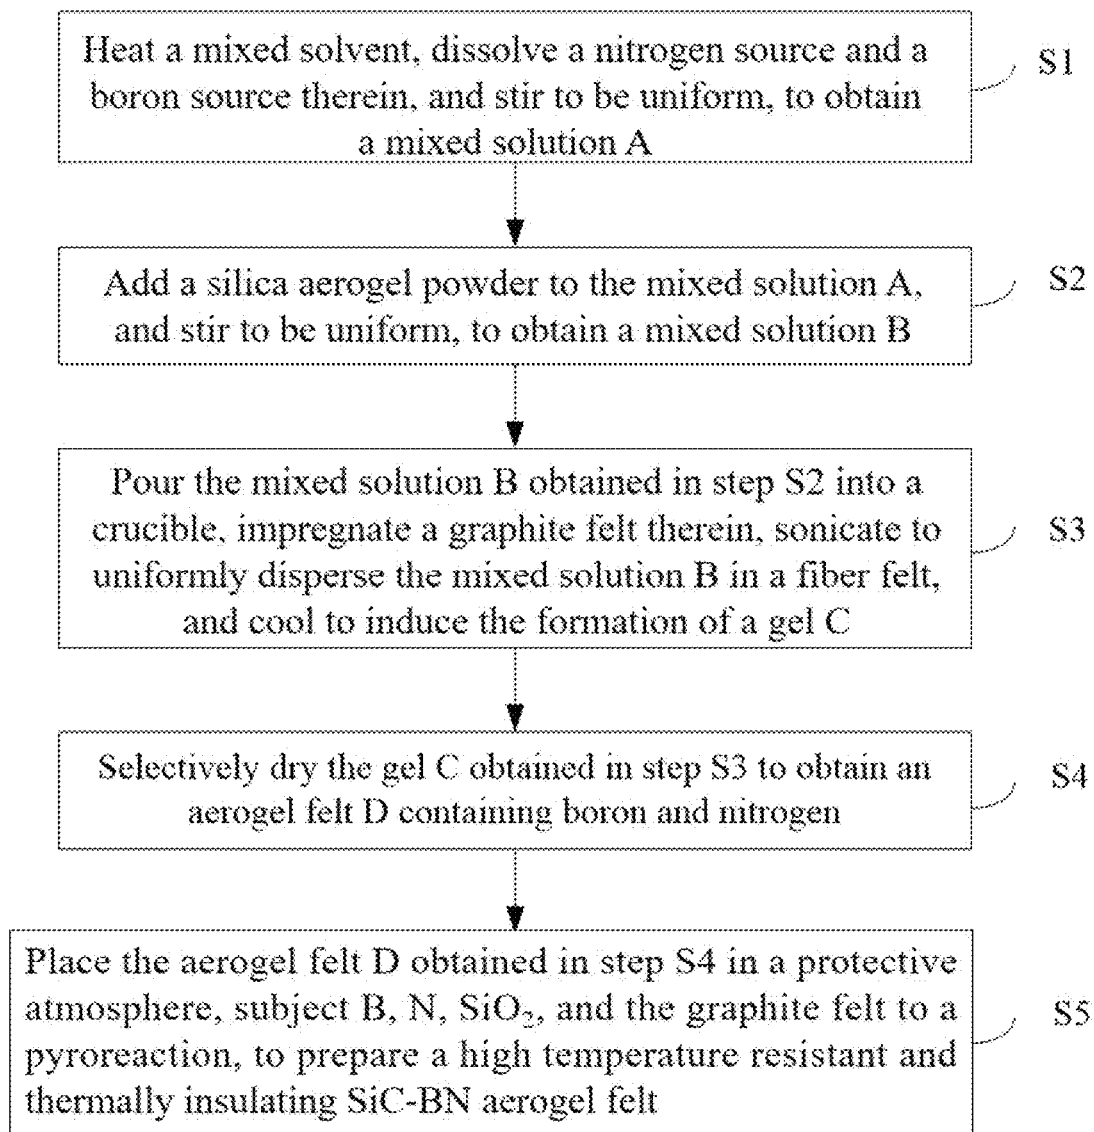 Heat a mixed solvent, dissolve a nitrogen source and a
boron source therein, and stir to be uniform, to obtain
a mixed solution A
S1
Add a silica aerogel powder to the mixed solution A,
and stir to be uniform, to obtain a mixed solution B
S2
Pour the mixed solution B obtained in step S2 into a
crucible, impregnate a graphite felt therein, sonicate to
uniformly disperse the mixed solution B in a fiber felt,
and cool to induce the formation of a gel C
S3
Selectively dry the gel C obtained in step S3 to obtain an
aerogel felt D containing boron and nitrogen
S4
Place the aerogel felt D obtained in step S4 in a protective
atmosphere, subject B, N, SiO₂, and the graphite felt to a
pyroreaction, to prepare a high temperature resistant and
thermally insulating SiC-BN aerogel felt
S5